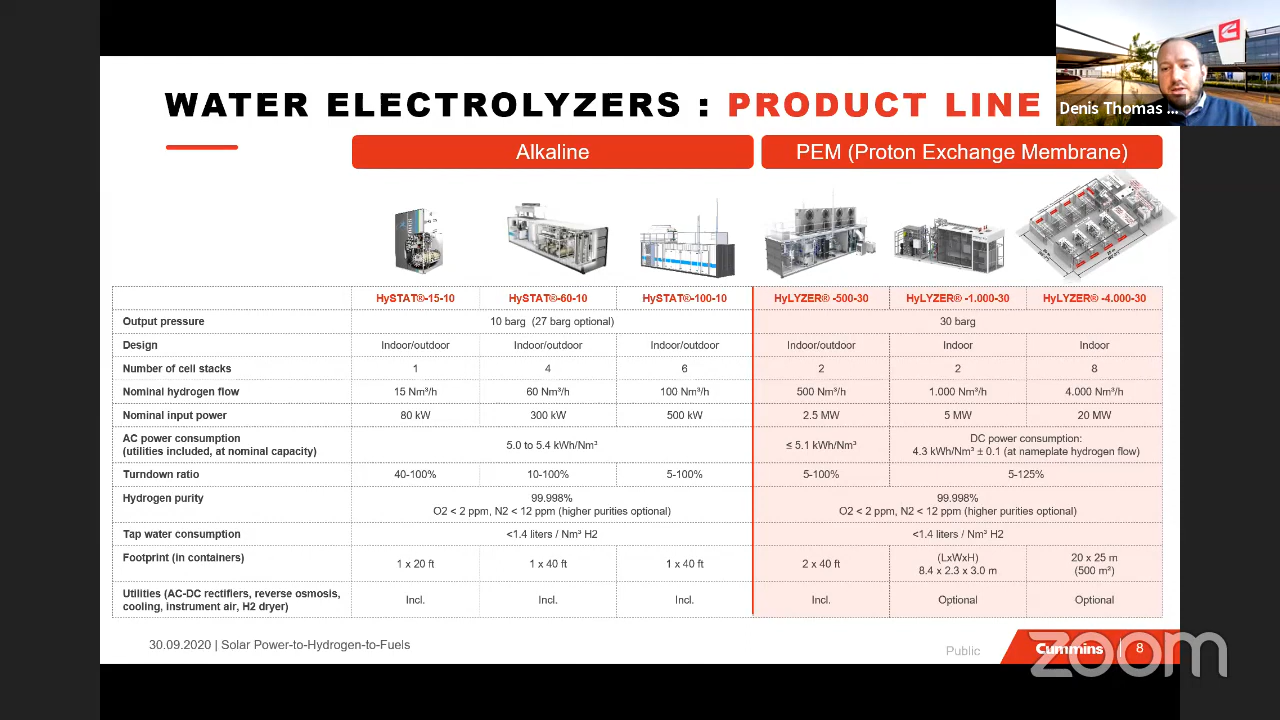 WATER ELECTROLYZERS : PRODUCT LINE
Denis Thomas ...
Alkaline
PEM (Proton Exchange Membrane)
HySTAT®-15-10 HySTAT®-60-10 HySTAT®-100-10 HyLYZER® -500-30 HyLYZER® -1.000-30 HyLYZER® -4.000-30
Output pressure 10 barg (27 barg optional) 30 barg
Design Indoor/outdoor Indoor/outdoor Indoor/outdoor Indoor/outdoor Indoor Indoor
Number of cell stacks 1 4 6 2 2 8
Nominal hydrogen flow 15 Nm³/h 60 Nm³/h 100 Nm³/h 500 Nm³/h 1.000 Nm³/h 4.000 Nm³/h
Nominal input power 80 kW 300 kW 500 kW 2.5 MW 5 MW 20 MW
AC power consumption
(utilities included, at nominal capacity) 5.0 to 5.4 kWh/Nm³ ≤ 5.1 kWh/Nm³ DC power consumption:
4.3 kWh/Nm³ ± 0.1 (at nameplate hydrogen flow)
Turndown ratio 40-100% 10-100% 5-100% 5-100% 5-125%
Hydrogen purity 99.998% 99.998%
O2 < 2 ppm, N2 < 12 ppm (higher purities optional) O2 < 2 ppm, N2 < 12 ppm (higher purities optional)
Tap water consumption <1.4 liters / Nm³ H2 <1.4 liters / Nm³ H2
Footprint (in containers) 1 x 20 ft 1 x 40 ft 1 x 40 ft 2 x 40 ft (LxWxH) 20 x 25 m
8.4 x 2.3 x 3.0 m (500 m²)
Utilities (AC-DC rectifiers, reverse osmosis,
cooling, instrument air, H2 dryer) Incl. Incl. Incl. Incl. Optional Optional
30.09.2020 | Solar Power-to-Hydrogen-to-Fuels
Public
Cummins 8
zoom